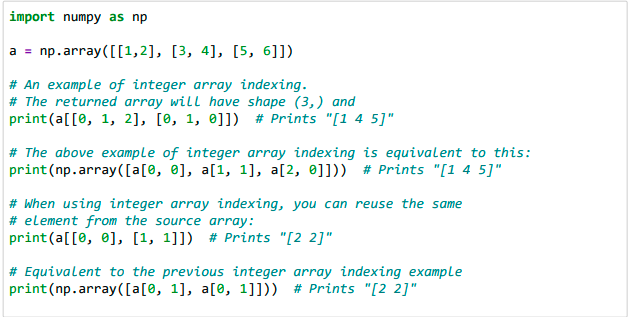 import numpy as np
a = np.array([[1,2], [3, 4], [5, 6]])
# An example of integer array indexing.
# The returned array will have shape (3,) and
print(a[[0, 1, 2], [0, 1, 0]])  # Prints "[1 4 5]"
# The above example of integer array indexing is equivalent to this:
print(np.array([a[0, 0], a[1, 1], a[2, 0]]))  # Prints "[1 4 5]"
# When using integer array indexing, you can reuse the same
# element from the source array:
print(a[[0, 0], [1, 1]])  # Prints "[2 2]"
# Equivalent to the previous integer array indexing example
print(np.array([a[0, 1], a[0, 1]]))  # Prints "[2 2]"